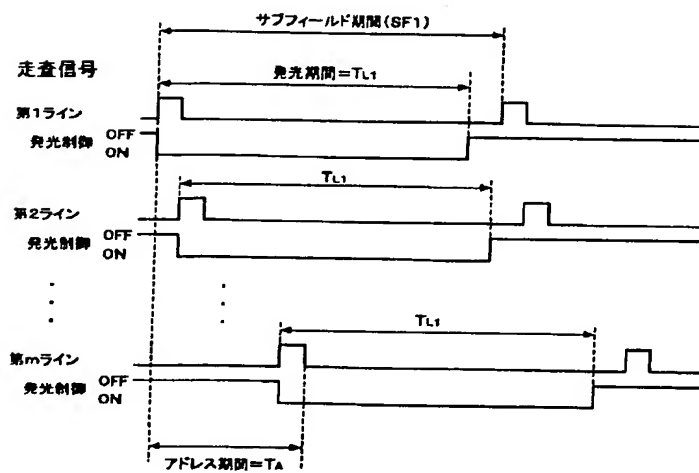 サブフィールド期間(SF1)
走査信号
発光期間=TL1
第1ライン
発光制御 OFF
ON
TL1
第2ライン
発光制御 OFF
ON
TL1
第mライン
発光制御 OFF
ON
アドレス期間=TA